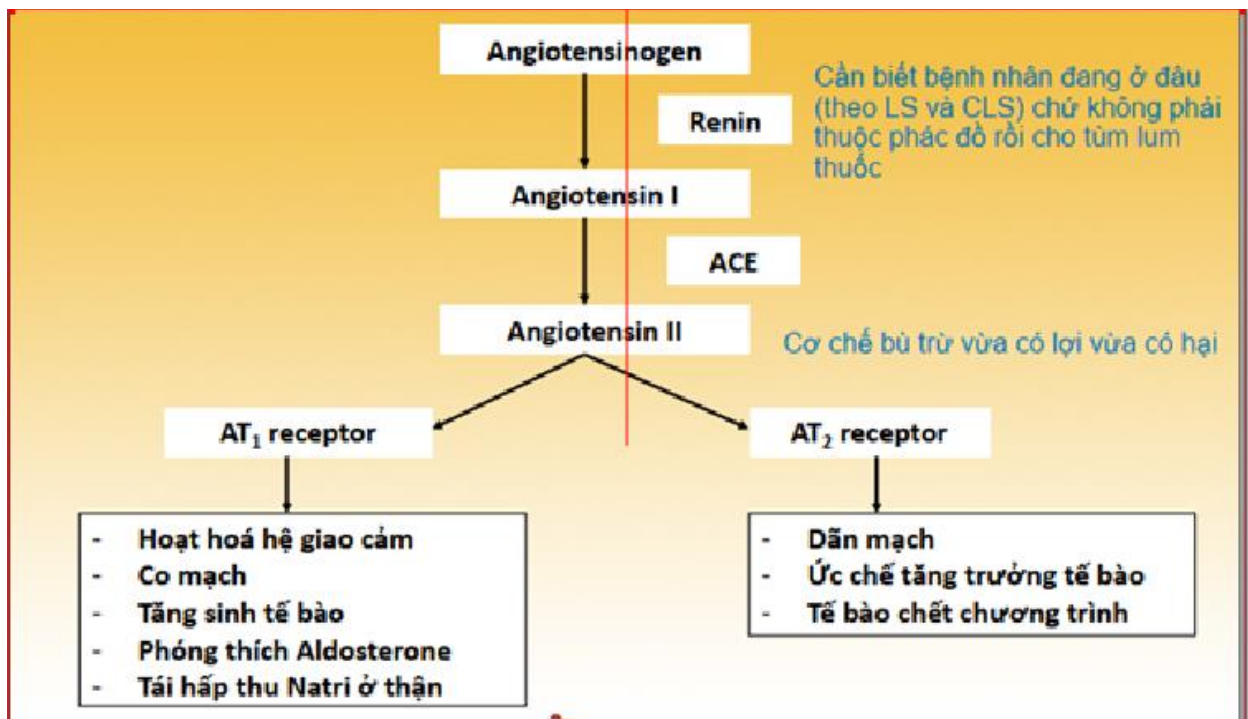 Angiotensinogen
Cần biết bệnh nhân đang ở đâu
(theo LS và CLS) chứ không phải
thuộc phác đồ rồi cho tùm lum
thuốc
Renin
Angiotensin I
ACE
Angiotensin II
Cơ chế bù trừ vừa có lợi vừa có hại
AT₁ receptor
AT₂ receptor
- Hoạt hoá hệ giao cảm
- Co mạch
- Tăng sinh tế bào
- Phóng thích Aldosterone
- Tái hấp thu Natri ở thận
- Dãn mạch
- Ức chế tăng trưởng tế bào
- Tế bào chết chương trình